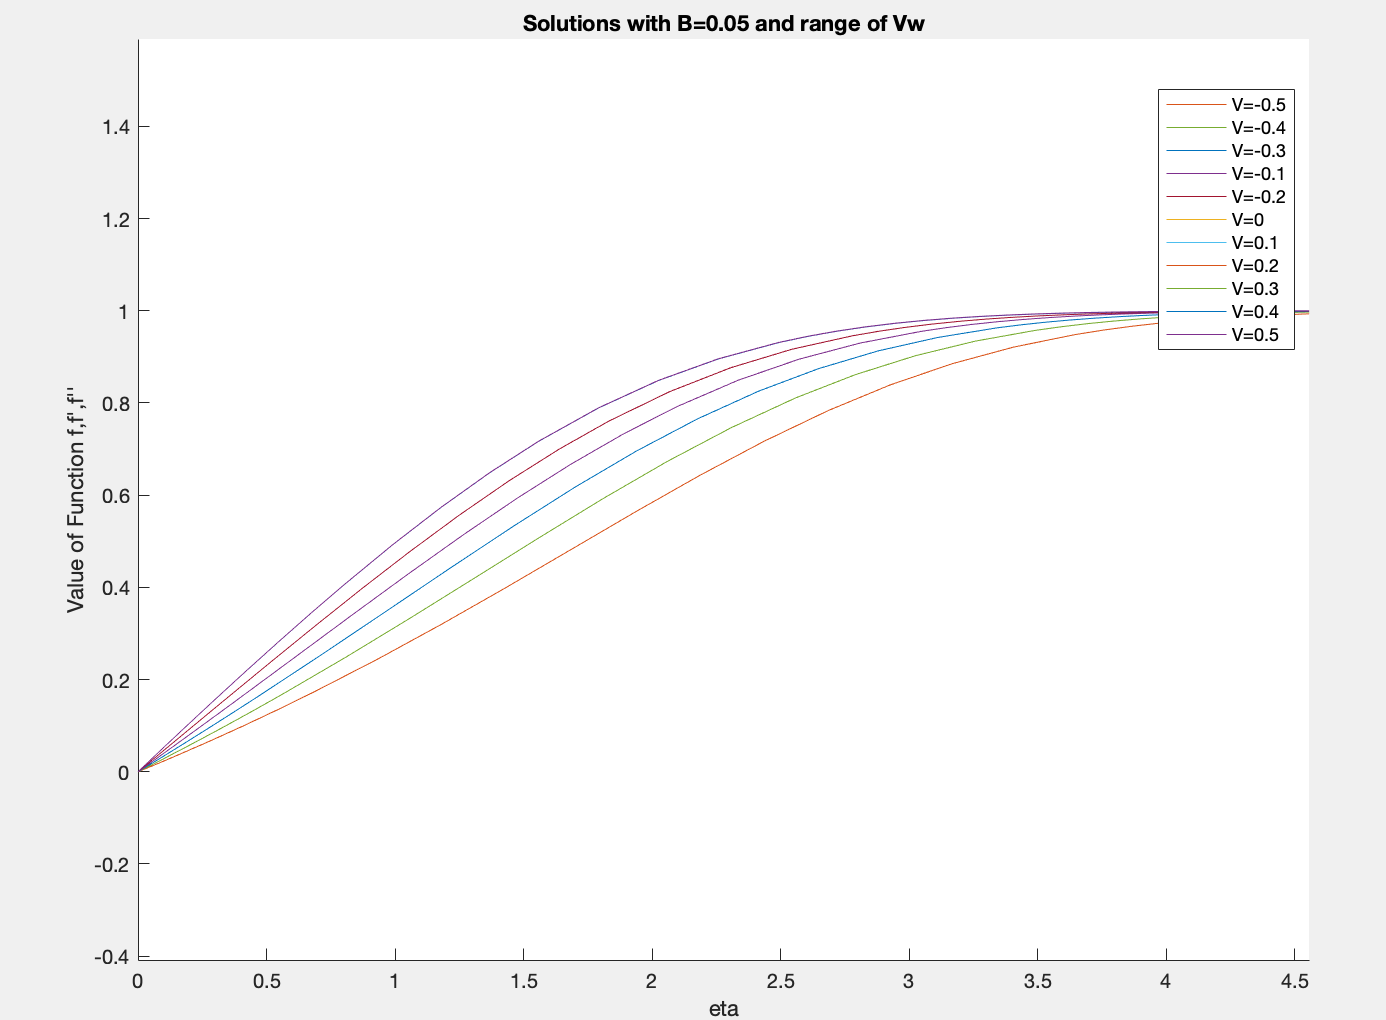 Solutions with B=0.05 and range of Vw
V=-0.5
V=-0.4
V=-0.3
V=-0.1
V=-0.2
V=0
V=0.1
V=0.2
V=0.3
V=0.4
V=0.5
Value of Function f,f',f''
1.4
1.2
1
0.8
0.6
0.4
0.2
0
-0.2
-0.4
0 0.5 1 1.5 2 2.5 3 3.5 4 4.5
eta